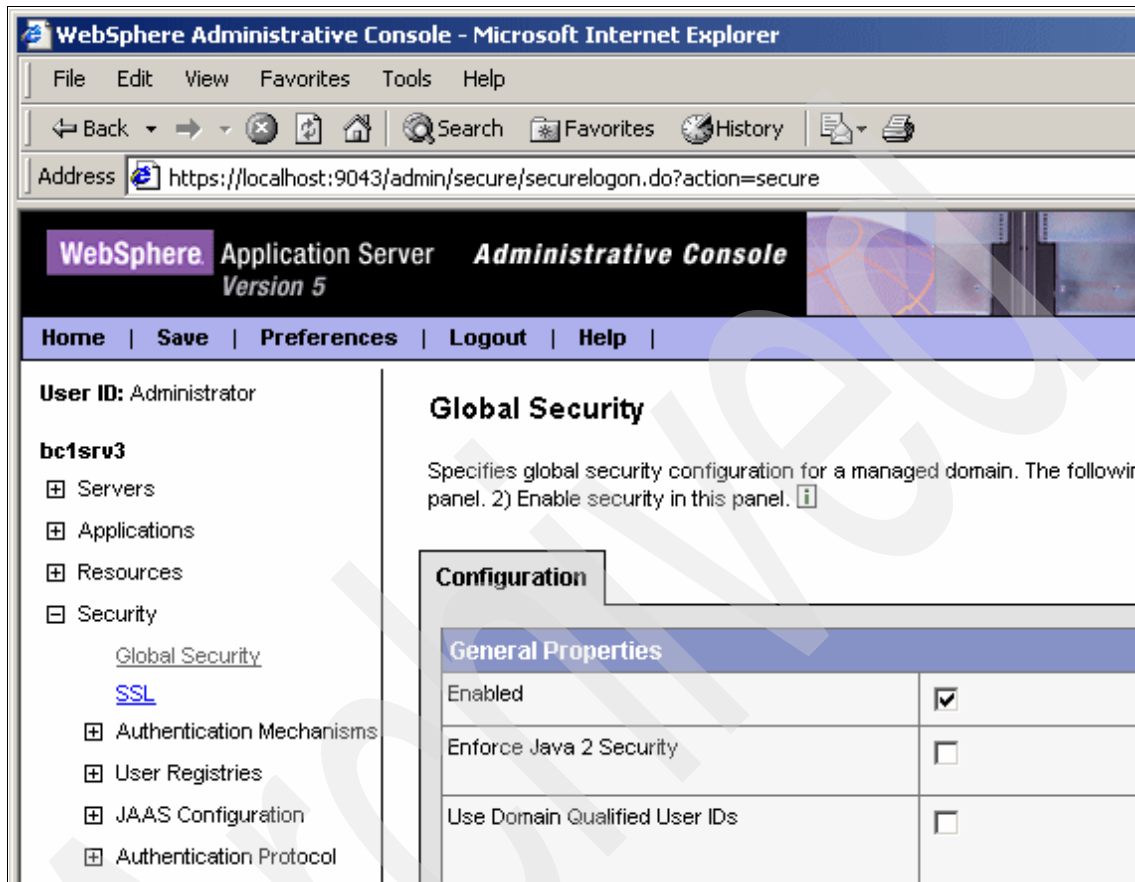 WebSphere Administrative Console - Microsoft Internet Explorer
File Edit View Favorites Tools Help
Back Search Favorites History
Address https://localhost:9043/admin/secure/securelogon.do?action=secure
WebSphere. Application Server Administrative Console
Version 5
Home | Save | Preferences | Logout | Help |
User ID: Administrator
bc1srv3
Servers
Applications
Resources
Security
Global Security
SSL
Authentication Mechanisms
User Registries
JAAS Configuration
Authentication Protocol
Global Security
Specifies global security configuration for a managed domain. The
panel. 2) Enable security in this panel. i
Configuration
General Properties
Enabled
Enforce Java 2 Security
Use Domain Qualified User IDs